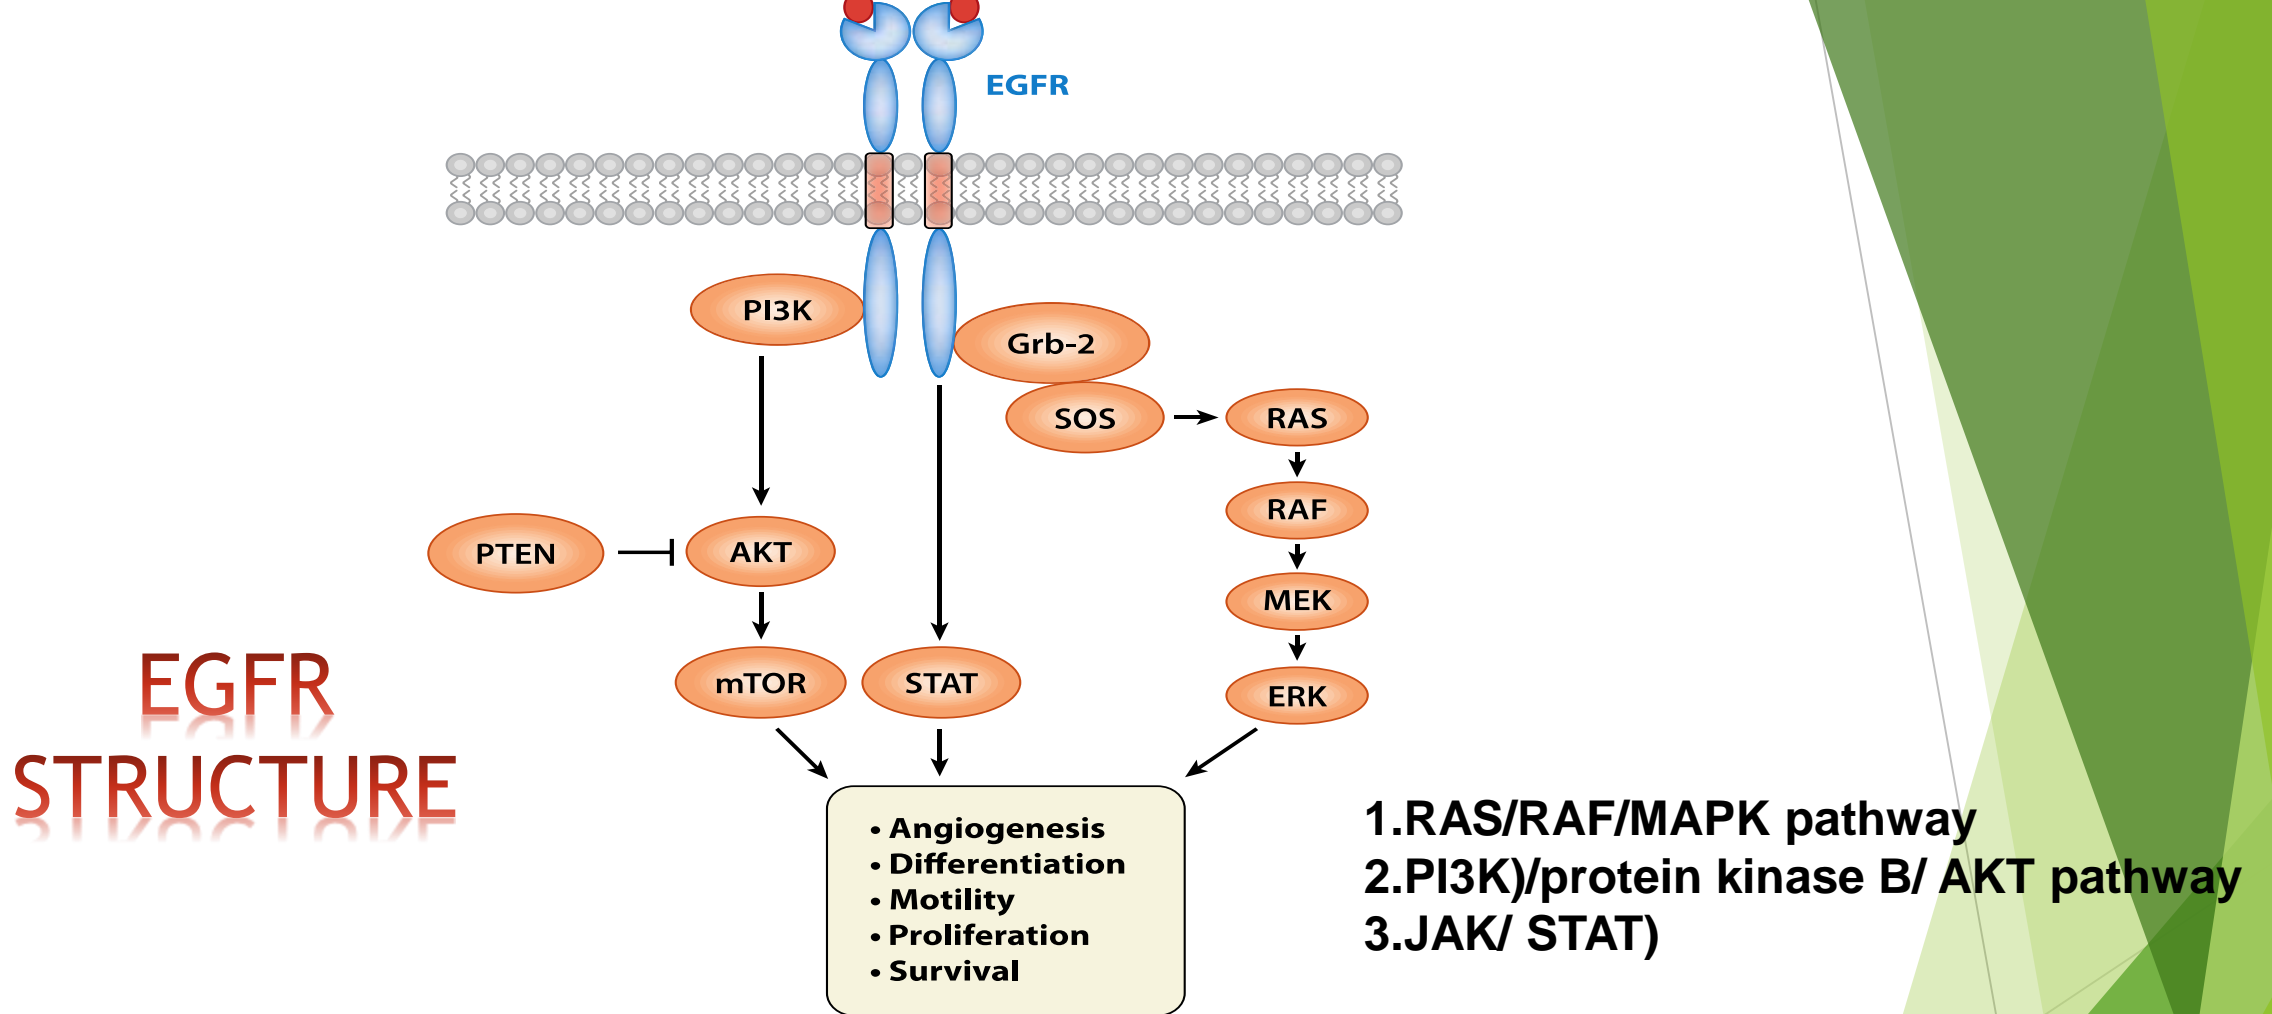 EGFR
PI3K
Grb-2
SOS
RAS
RAF
PTEN
AKT
MEK
mTOR
STAT
ERK
EGFR
STRUCTURE
• Angiogenesis
• Differentiation
• Motility
• Proliferation
• Survival
1.RAS/RAF/MAPK pathway
2.PI3K)/protein kinase B/ AKT pathway
3.JAK/ STAT)